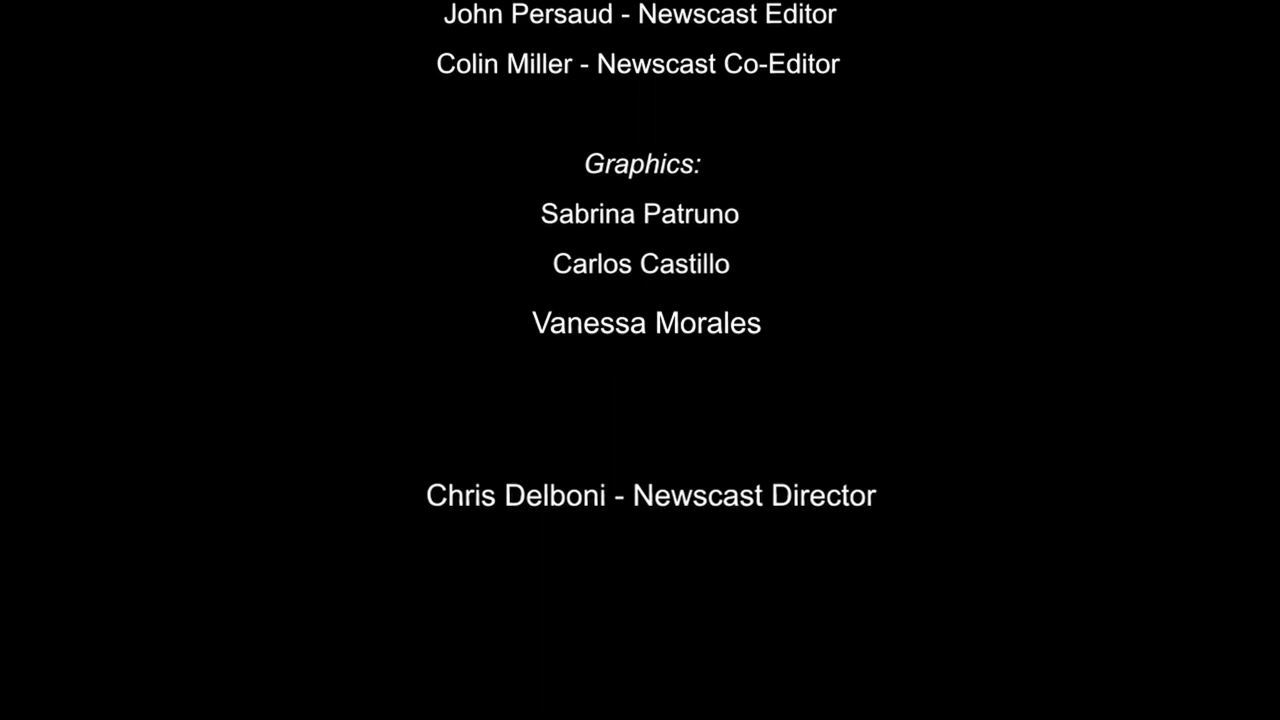 John Persaud - Newscast Editor
Colin Miller - Newscast Co-Editor
Graphics:
Sabrina Patruno
Carlos Castillo
Vanessa Morales
Chris Delboni - Newscast Director